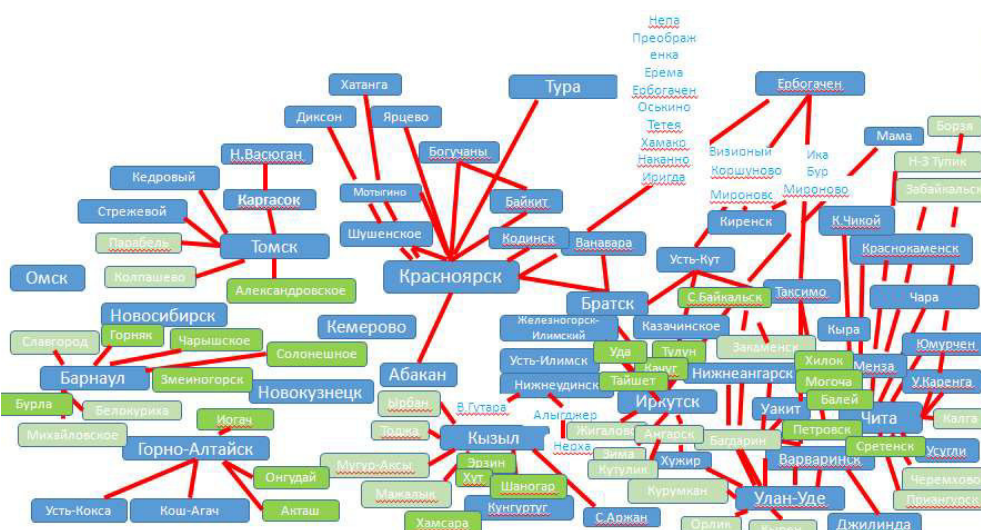 Непа
Преображ
енка
Ерема
Ербогачен
Оськино
Тетея
Хамакр
Наканно
Иригда
Хатанга
Тура
Ербогачен
Диксон
Ярцево
Мама
Борзя
Н.Васюган
Богучаны
Визирный
Коршуново
Мироново
Ика
Бур
Мироново
Н-З Тупик
Забайкальск
Кедровый
Каргасок
Мотыгино
Байкит
Стрежевой
Шушенское
Кодинск
Ванавара
Киренск
К.Чикой
Парабель
Томск
Краснокаменск
Омск
Колпашево
Красноярск
Усть-Кут
Александровское
Братск
С.Байкальск
Таксимо
Чара
Новосибирск
Кемерово
Железногорск-
Илимский
Казачинское
Кыра
Славгород
Горняк
Чарышское
Солонешное
Закаменск
Юмурчен
Усть-Илимск
Уда
Тулун
Качуг
Хилок
Менза
Барнаул
Змеиногорск
Новокузнецк
Абакан
Нижнеудинск
Тайшет
Нижнеангарск
Могоча
У.Каренга
Бурла
Белокуриха
Иогач
Ырбан
В.Гутара
Алыгджер
Иркутск
Уакит
Балей
Чита
Калга
Михайловское
Тоджа
Кызыл
Нерха
Жигалово
Ангарск
Багдарин
Петровск
Сретенск
Усугли
Горно-Алтайск
Мугур-Аксы
Эрзин
Зима
Кутулик
Хужир
Варваринск
Онгудай
Хут
Шаногар
Курумкан
Черемхово
Мажалык
Улан-Удэ
Приангурск
Усть-Кокса
Кош-Агач
Акташ
Хамсара
Кунгуртуг
С.Аржан
Орлик
Джилинда